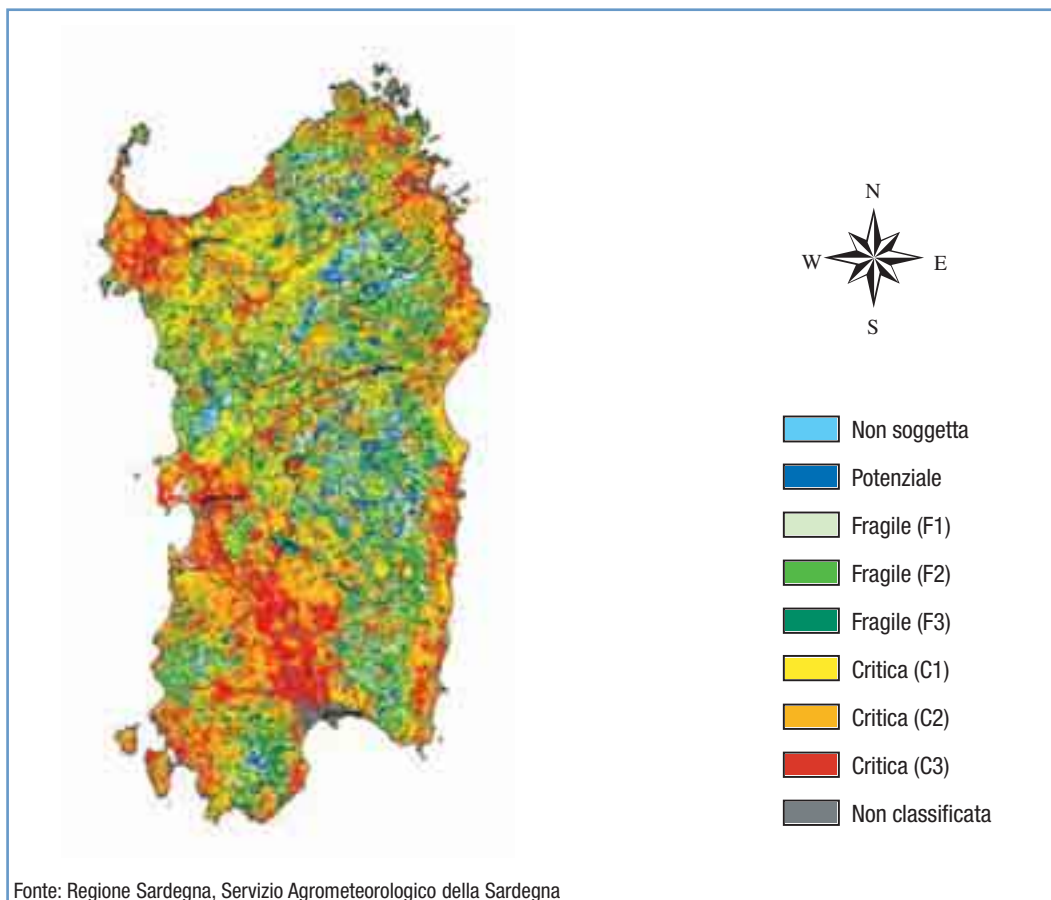 N
W E
S
Non soggetta
Potenziale
Fragile (F1)
Fragile (F2)
Fragile (F3)
Critica (C1)
Critica (C2)
Critica (C3)
Non classificata
Fonte: Regione Sardegna, Servizio Agrometeorologico della Sardegna